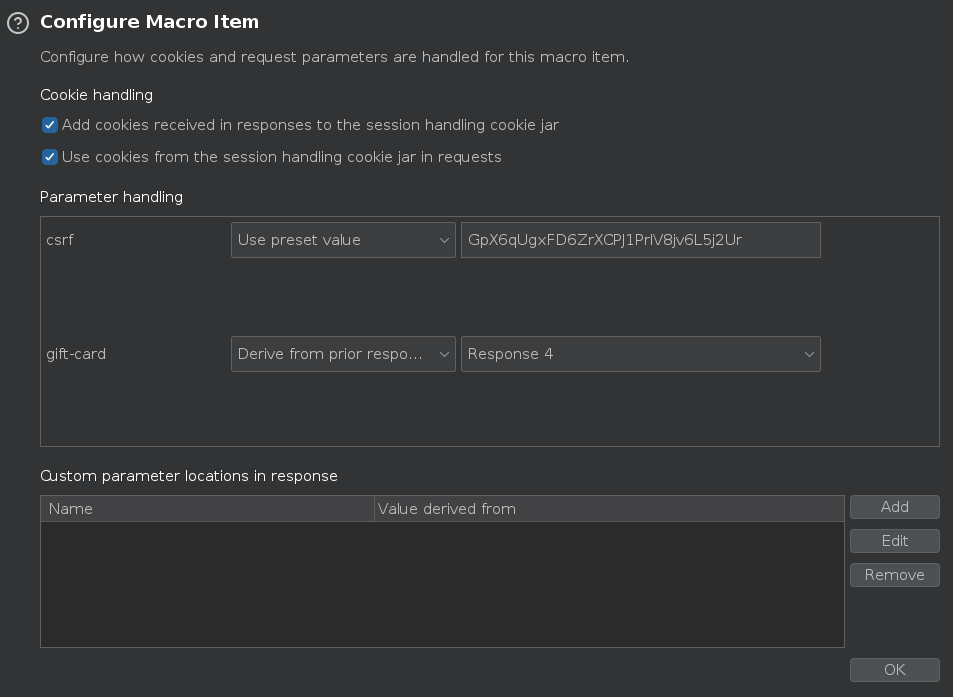 Configure Macro Item
Configure how cookies and request parameters are handled for this macro item.
Cookie handling
Add cookies received in responses to the session handling cookie jar
Use cookies from the session handling cookie jar in requests
Parameter handling
csrf Use preset value GpX6qUgxFD6ZrXCPJ1PrlV8jv6L5j2Ur
gift-card Derive from prior respo... Response 4
Custom parameter locations in response
Name Value derived from
Add
Edit
Remove
OK